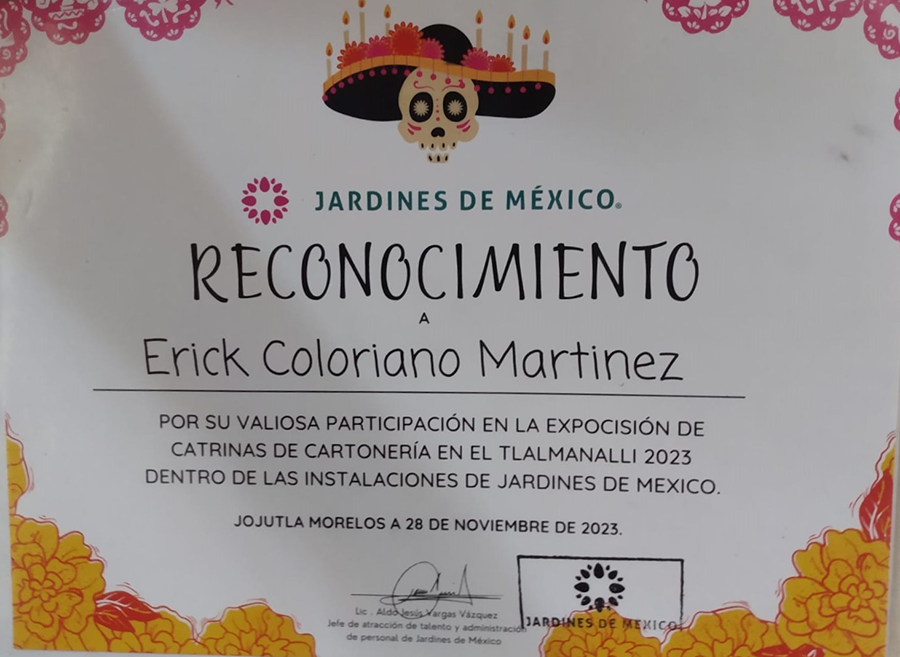 JARDINES DE MÉXICO®
RECONOCIMIENTO
A
Erick Coloriano Martinez
POR SU VALIOSA PARTICIPACIÓN EN LA EXPOCISIÓN DE
CATRINAS DE CARTONERÍA EN EL TLALMANALLI 2023
DENTRO DE LAS INSTALACIONES DE JARDINES DE MEXICO.
JOJUTLA MORELOS A 28 DE NOVIEMBRE DE 2023.
Lic . Aldo Jesús Vargas Vázquez
Jefe de atracción de talento y administración
de personal de Jardines de México
JARDINES DE MÉXICO